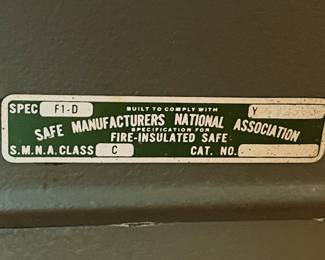 SPEC F1-D BUILT TO COMPLY WITH Y
SAFE MANUFACTURERS NATIONAL ASSOCIATION
SPECIFICATION FOR
FIRE-INSULATED SAFE
S.M.N.A. CLASS C CAT. NO.